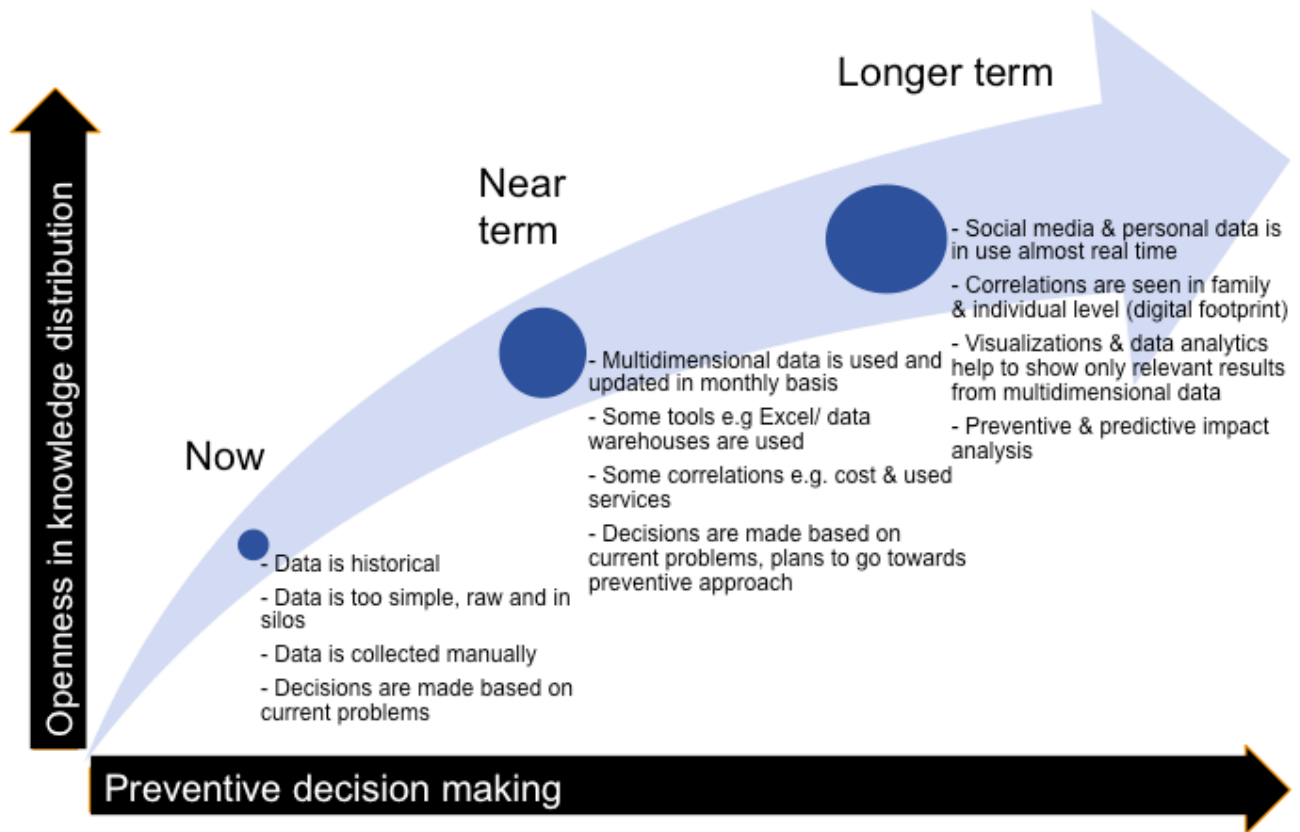 Longer term
Near
term
Now
Openness in knowledge distribution
- Social media & personal data is
in use almost real time
- Correlations are seen in family
& individual level (digital footprint)
- Visualizations & data analytics
help to show only relevant results
from multidimensional data
- Preventive & predictive impact
analysis
- Multidimensional data is used and
updated in monthly basis
- Some tools e.g Excel/ data
warehouses are used
- Some correlations e.g. cost & used
services
- Decisions are made based on
current problems, plans to go towards
preventive approach
- Data is historical
- Data is too simple, raw and in
silos
- Data is collected manually
- Decisions are made based on
current problems
Preventive decision making